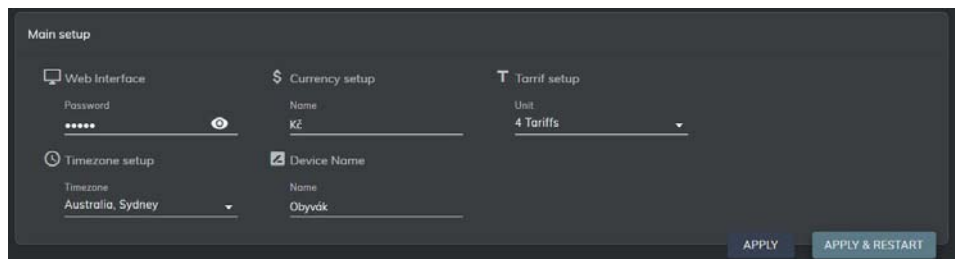 Main setup
Web Interface
Password
•••••
$ Currency setup
Name
Kč
T Tarrif setup
Unit
4 Tariffs
Timezone setup
Timezone
Australia, Sydney
Device Name
Name
Obyvák
APPLY
APPLY & RESTART